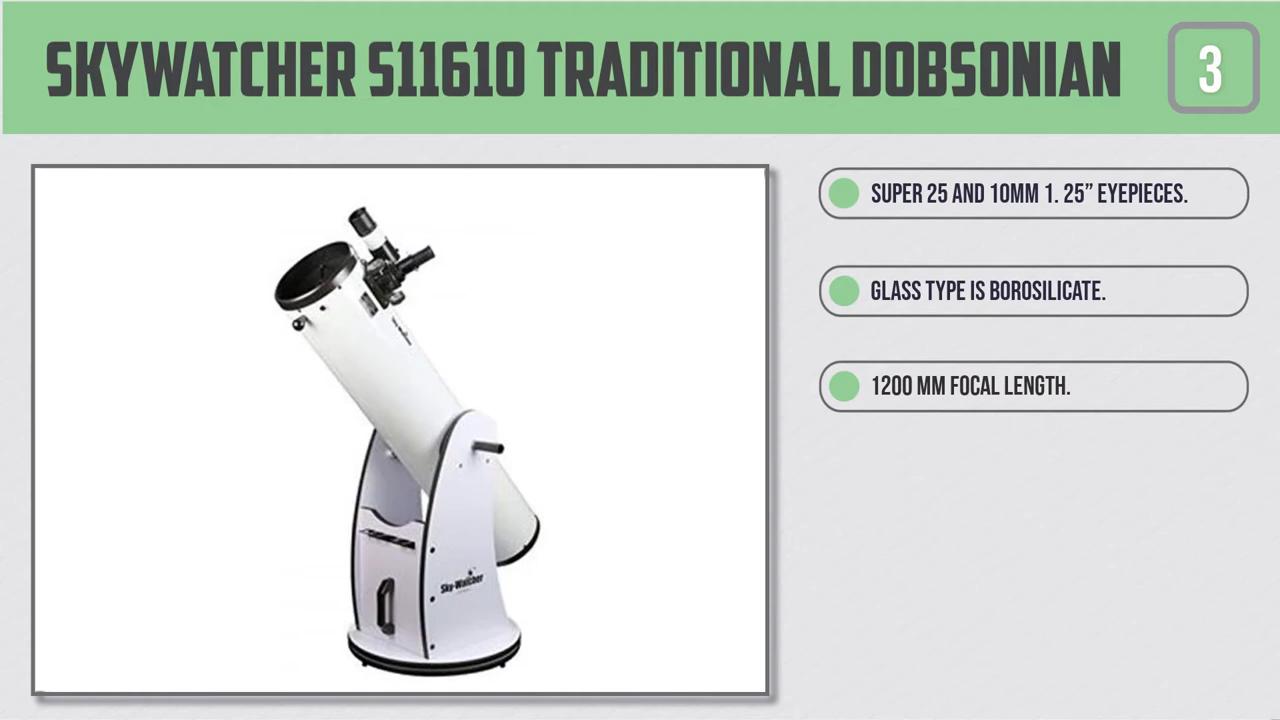 SKYWATCHER S11610 TRADITIONAL DOBSONIAN
3
SUPER 25 AND 10MM 1. 25” EYEPIECES.
GLASS TYPE IS BOROSILICATE.
1200 MM FOCAL LENGTH.
Sky-Watcher